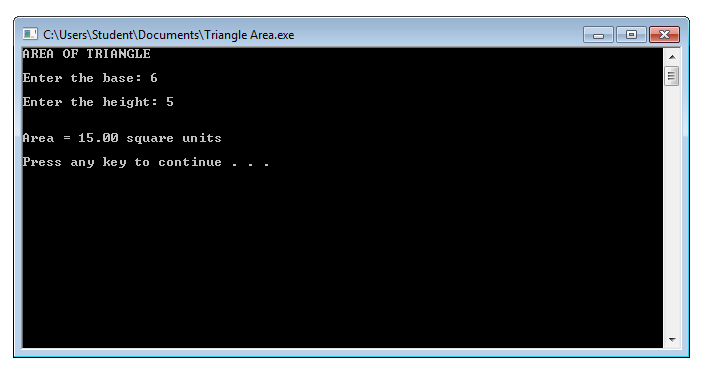 C:\Users\Student\Documents\Triangle Area.exe
AREA OF TRIANGLE
Enter the base: 6
Enter the height: 5
Area = 15.00 square units
Press any key to continue . . .